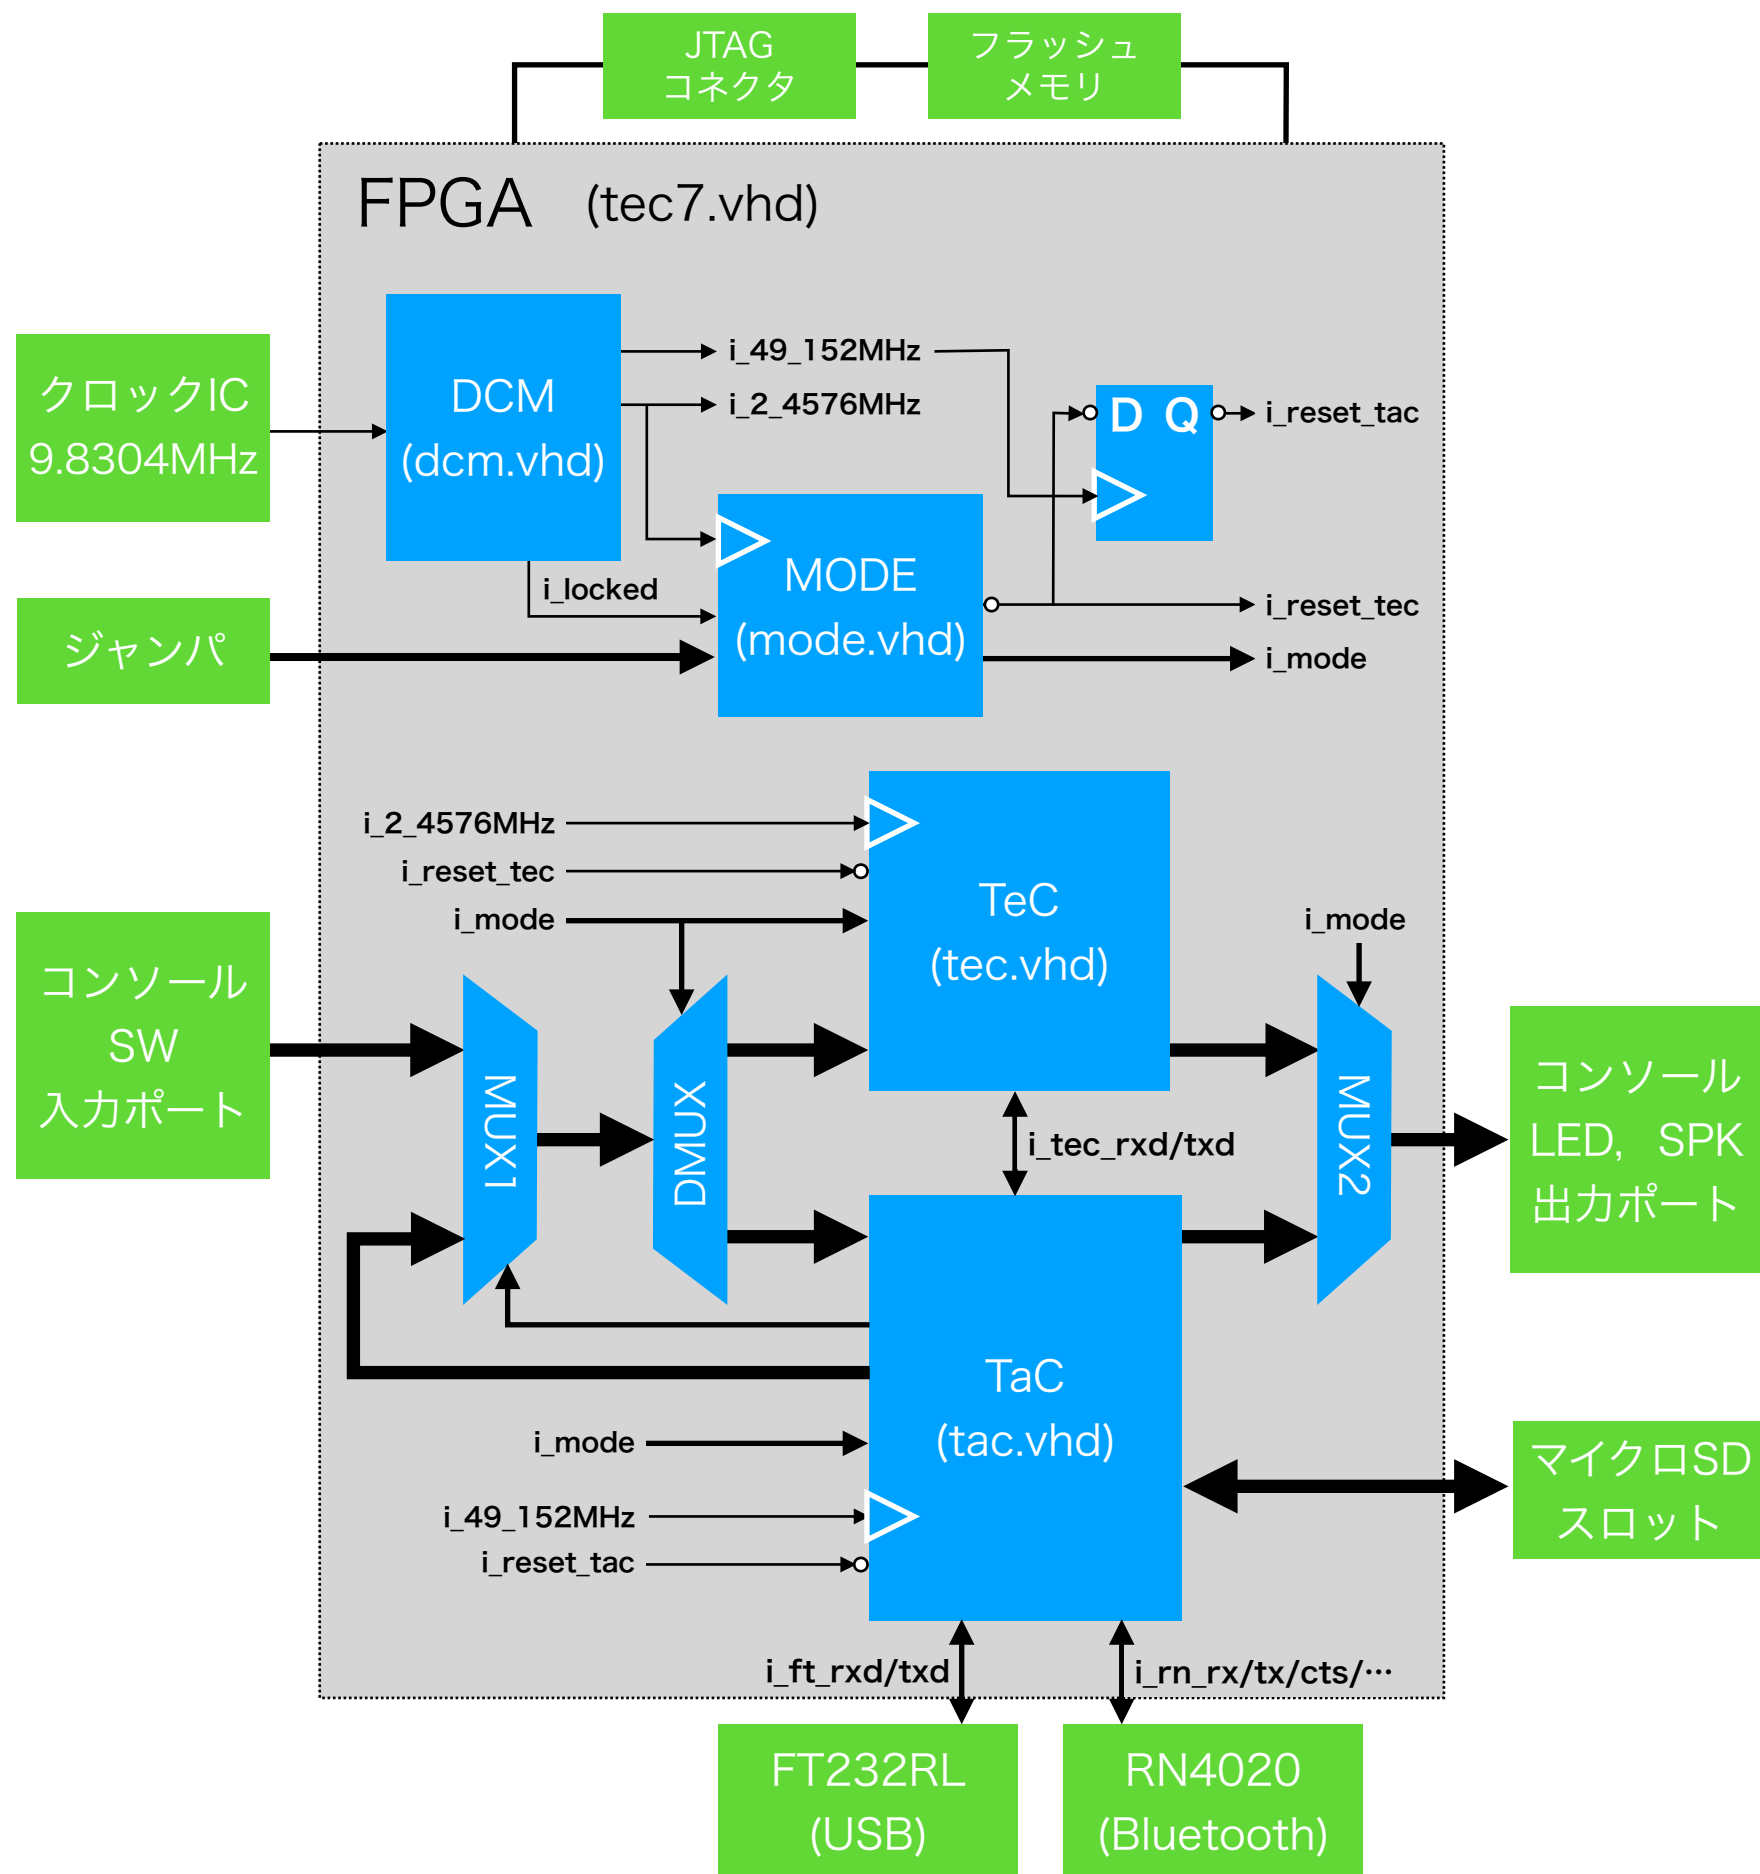 JTAG
コネクタ
フラッシュ
メモリ
FPGA (tec7.vhd)
クロックIC
9.8304MHz
DCM
(dcm.vhd)
i_49_152MHz
i_2_4576MHz
D Q
i_reset_tac
i_locked
MODE
(mode.vhd)
i_reset_tec
i_mode
ジャンパ
i_2_4576MHz
i_reset_tec
i_mode
TeC
(tec.vhd)
i_mode
コンソール
SW
入力ポート
MUX1
DMUX
MUX2
i_tec_rxd/txd
コンソール
LED, SPK
出力ポート
TaC
(tac.vhd)
i_mode
i_49_152MHz
i_reset_tac
マイクロSD
スロット
i_ft_rxd/txd
i_rn_rx/tx/cts/…
FT232RL
(USB)
RN4020
(Bluetooth)